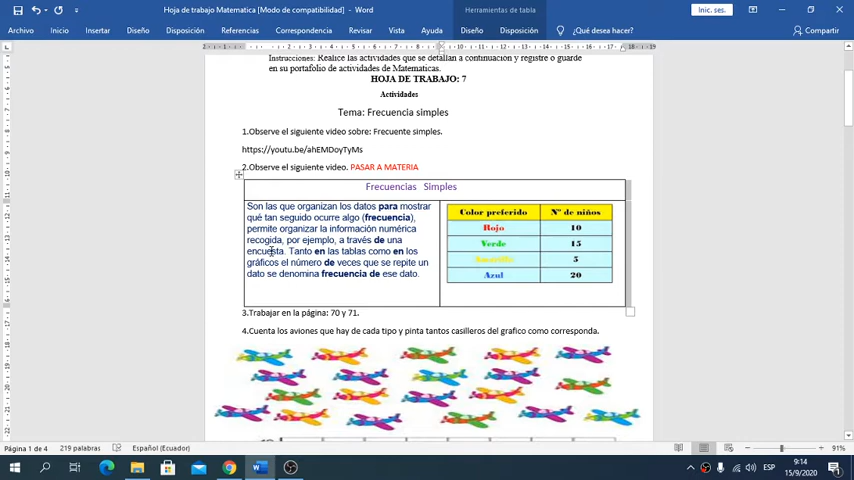 Hoja de trabajo Matematica [Modo de compatibilidad] - Word
Herramientas de tabla
Inic. ses.
Archivo Inicio Insertar Diseño Disposición Referencias Correspondencia Revisar Vista Ayuda Diseño Disposición ¿Qué desea hacer? Compartir
Instrucciones: Realice las actividades que se detallan a continuación y registre o guarde
en su portafolio de actividades de Matematicas.
HOJA DE TRABAJO: 7
Actividades
Tema: Frecuencia simples
1.Observe el siguiente video sobre: Frecuente simples.
https://youtu.be/ahEMDoyTyMs
2.Observe el siguiente video. PASAR A MATERIA
Frecuencias Simples
Son las que organizan los datos para mostrar
qué tan seguido ocurre algo (frecuencia),
permite organizar la información numérica
recogida, por ejemplo, a través de una
encuesta. Tanto en las tablas como en los
gráficos el número de veces que se repite un
dato se denomina frecuencia de ese dato.
Color preferido Nº de niños
Rojo 10
Verde 15
Amarillo 5
Azul 20
3.Trabajar en la página: 70 y 71.
4.Cuenta los aviones que hay de cada tipo y pinta tantos casilleros del grafico como corresponda.
Página 1 de 4 219 palabras Español (Ecuador) 91%
ESP
9:14
15/9/2020